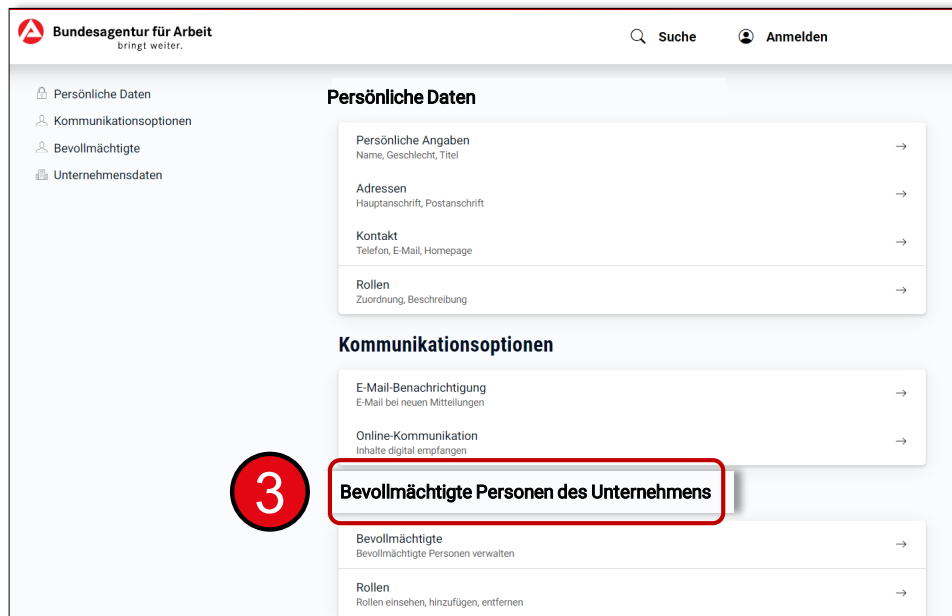 Bundesagentur für Arbeit
bringt weiter.
Suche
Anmelden
Persönliche Daten
Kommunikationsoptionen
Bevollmächtigte
Unternehmensdaten
Persönliche Daten
Persönliche Angaben
Name, Geschlecht, Titel
Adressen
Hauptanschrift, Postanschrift
Kontakt
Telefon, E-Mail, Homepage
Rollen
Zuordnung, Beschreibung
Kommunikationsoptionen
E-Mail-Benachrichtigung
E-Mail bei neuen Mitteilungen
Online-Kommunikation
Inhalte digital empfangen
3
Bevollmächtigte Personen des Unternehmens
Bevollmächtigte
Bevollmächtigte Personen verwalten
Rollen
Rollen einsehen, hinzufügen, entfernen